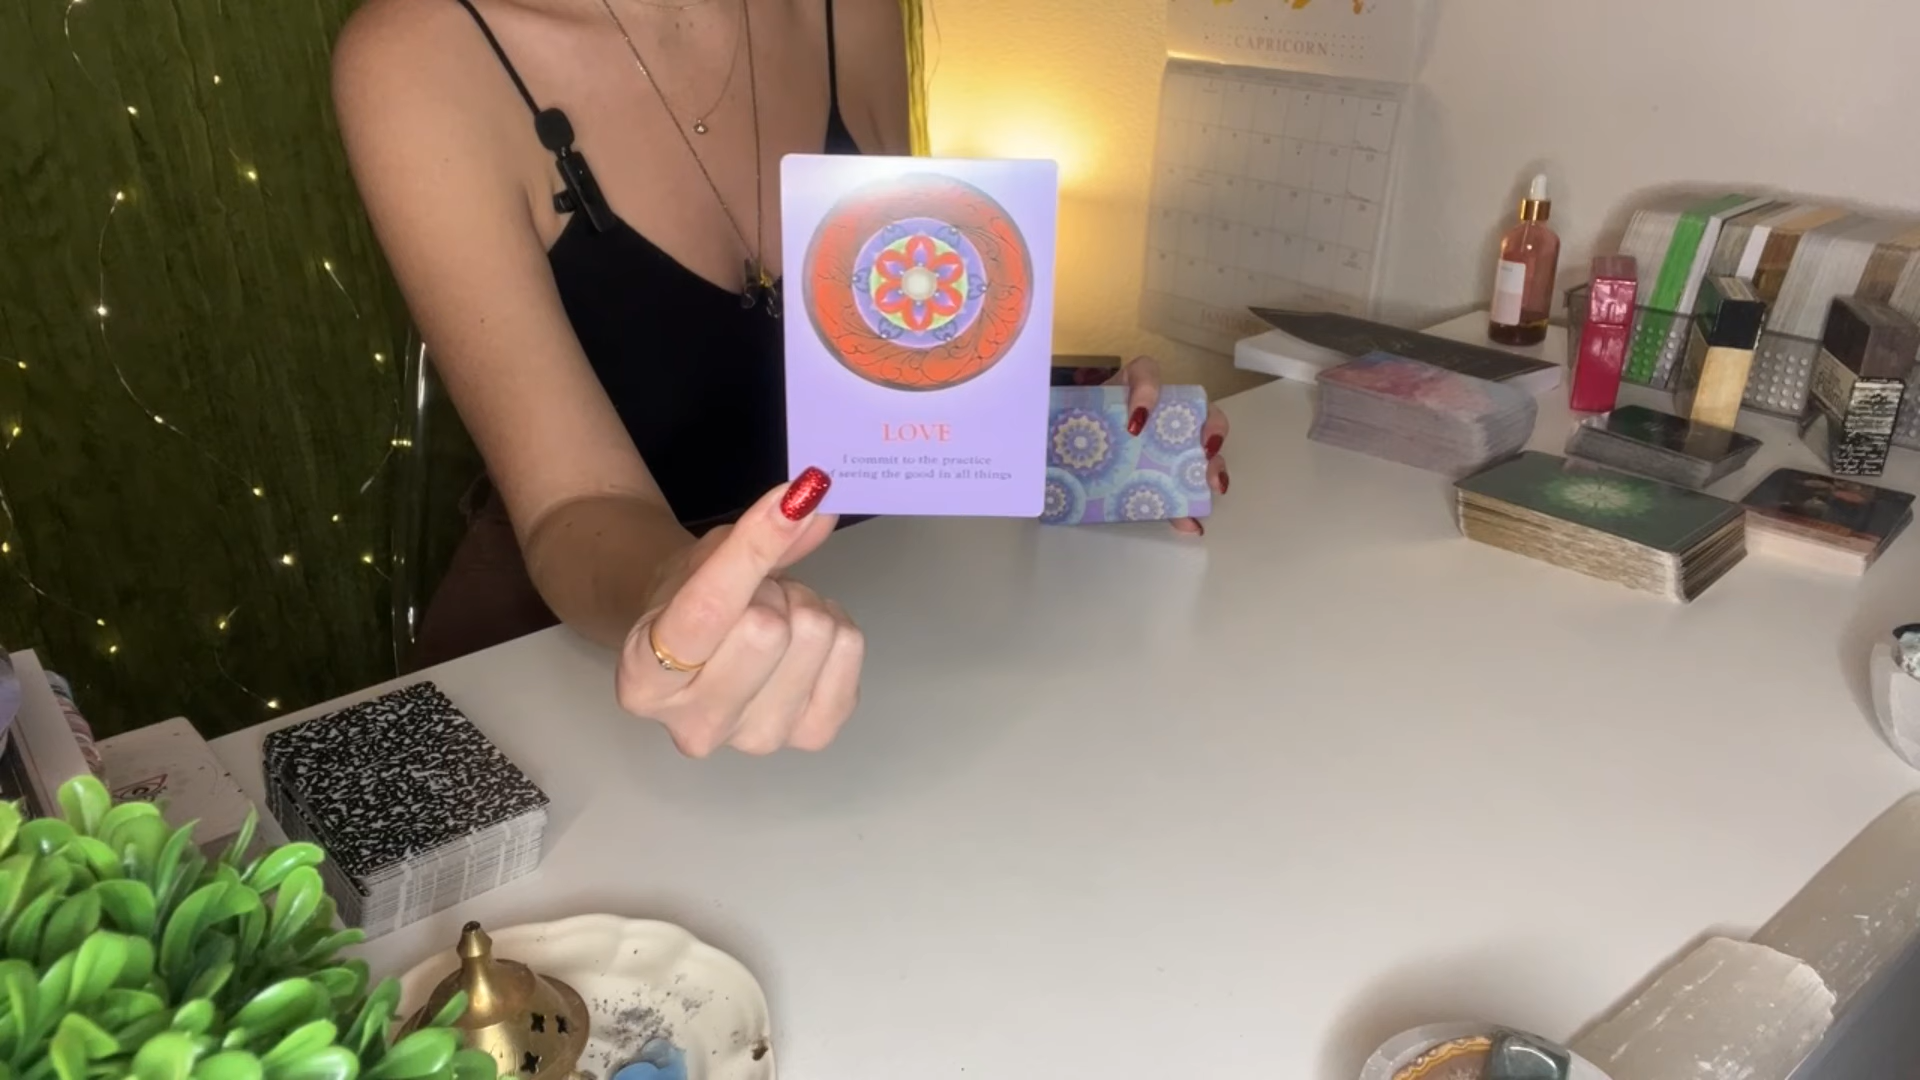 CAPRICORN
LOVE
I commit to the practice
of seeing the good in all things